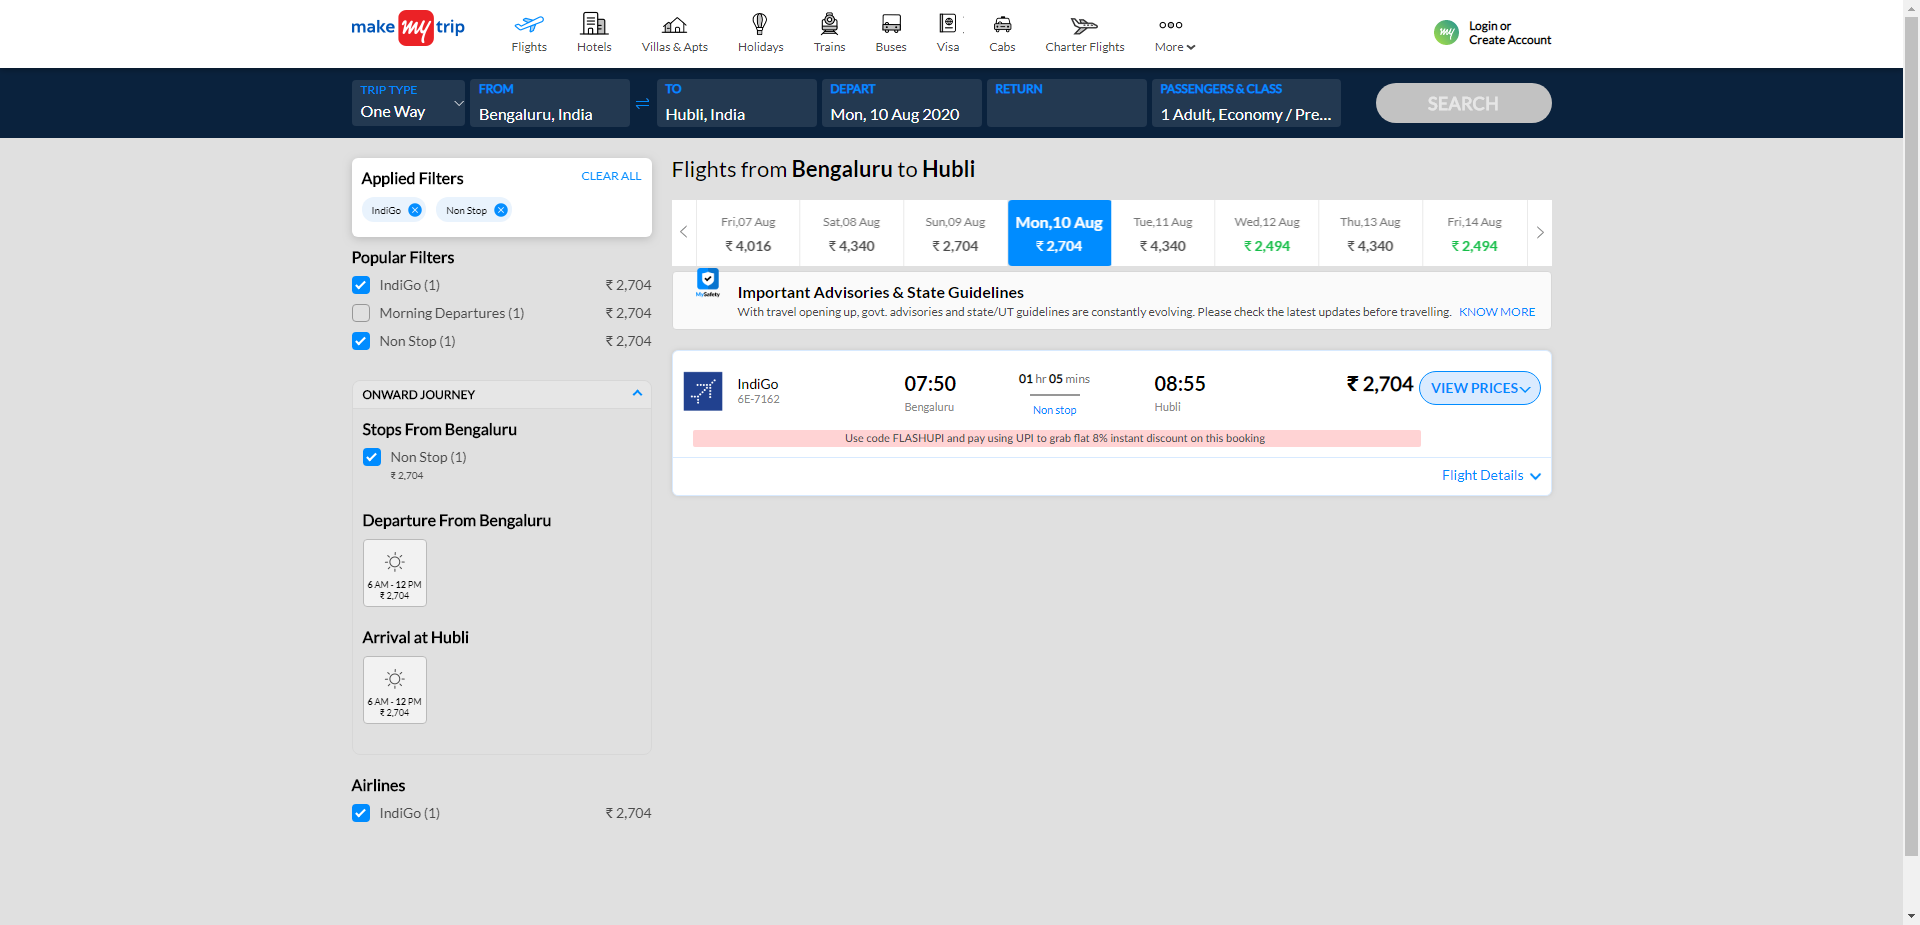 make my trip
Flights
Hotels
Villas & Apts
Holidays
Trains
Buses
Visa
Cabs
Charter Flights
More
my
Login or
Create Account
TRIP TYPE
One Way
FROM
Bengaluru, India
TO
Hubli, India
DEPART
Mon, 10 Aug 2020
RETURN
PASSENGERS & CLASS
1 Adult, Economy / Pre...
SEARCH
Applied Filters
CLEAR ALL
IndiGo
Non Stop
Popular Filters
IndiGo (1) ₹ 2,704
Morning Departures (1) ₹ 2,704
Non Stop (1) ₹ 2,704
ONWARD JOURNEY
Stops From Bengaluru
Non Stop (1)
₹ 2,704
Departure From Bengaluru
6 AM - 12 PM
₹ 2,704
Arrival at Hubli
6 AM - 12 PM
₹ 2,704
Airlines
IndiGo (1) ₹ 2,704
Flights from Bengaluru to Hubli
Fri,07 Aug
₹ 4,016
Sat,08 Aug
₹ 4,340
Sun,09 Aug
₹ 2,704
Mon,10 Aug
₹ 2,704
Tue,11 Aug
₹ 4,340
Wed,12 Aug
₹ 2,494
Thu,13 Aug
₹ 4,340
Fri,14 Aug
₹ 2,494
MySafety
Important Advisories & State Guidelines
With travel opening up, govt. advisories and state/UT guidelines are constantly evolving. Please check the latest updates before travelling. KNOW MORE
IndiGo
6E-7162
07:50
Bengaluru
01 hr 05 mins
Non stop
08:55
Hubli
₹ 2,704
VIEW PRICES
Use code FLASHUPI and pay using UPI to grab flat 8% instant discount on this booking
Flight Details